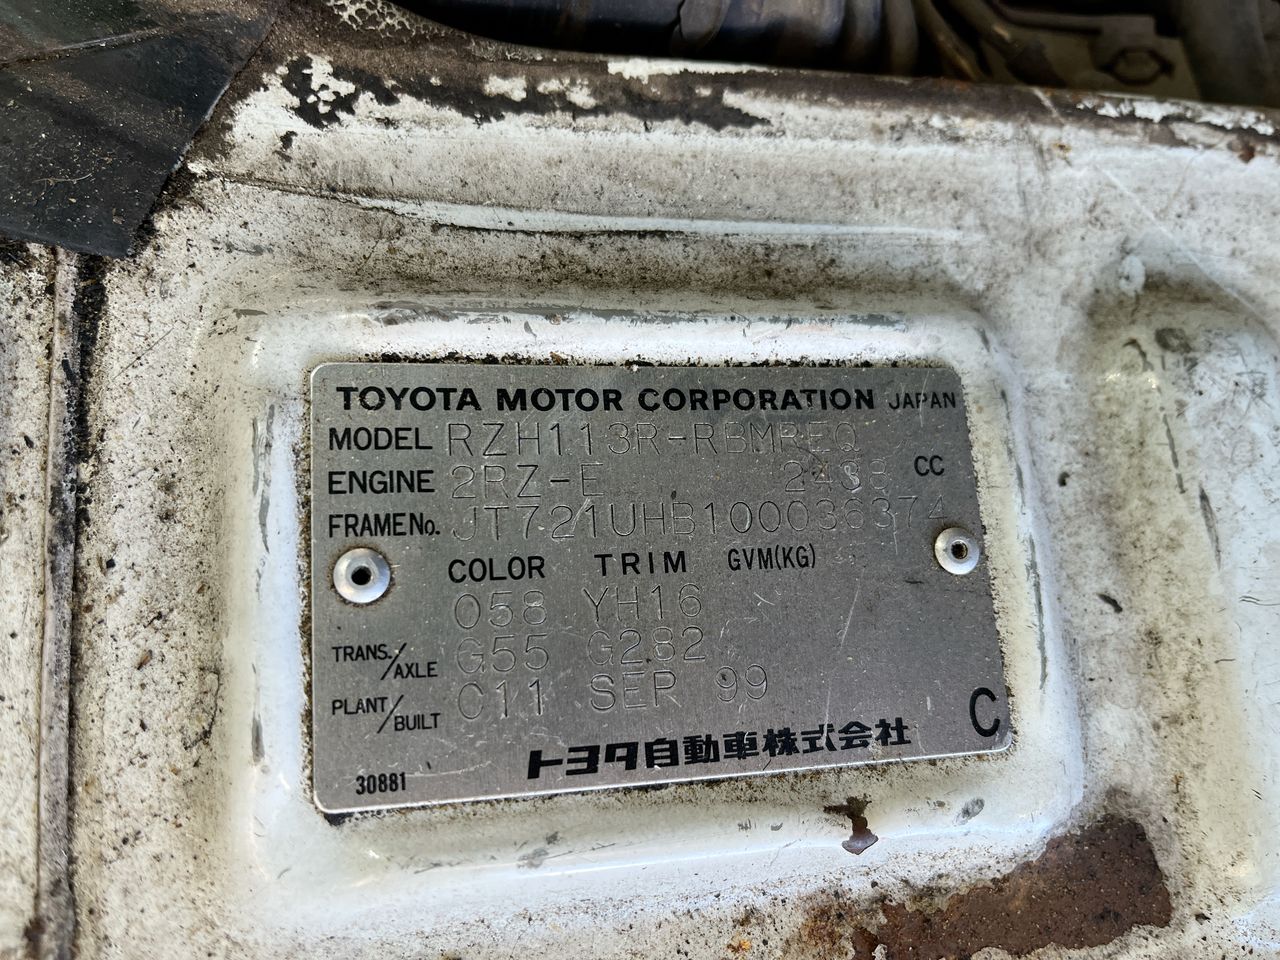 TOYOTA MOTOR CORPORATION JAPAN
MODEL RZH113R-RBMREQ
ENGINE 2RZ-E 2438 CC
FRAME No. JT721UHB100036374
COLOR TRIM GVM(KG)
058 YH16
TRANS./AXLE G55 G282
PLANT/BUILT C11 SER 99
C
30881 トヨタ自動車株式会社